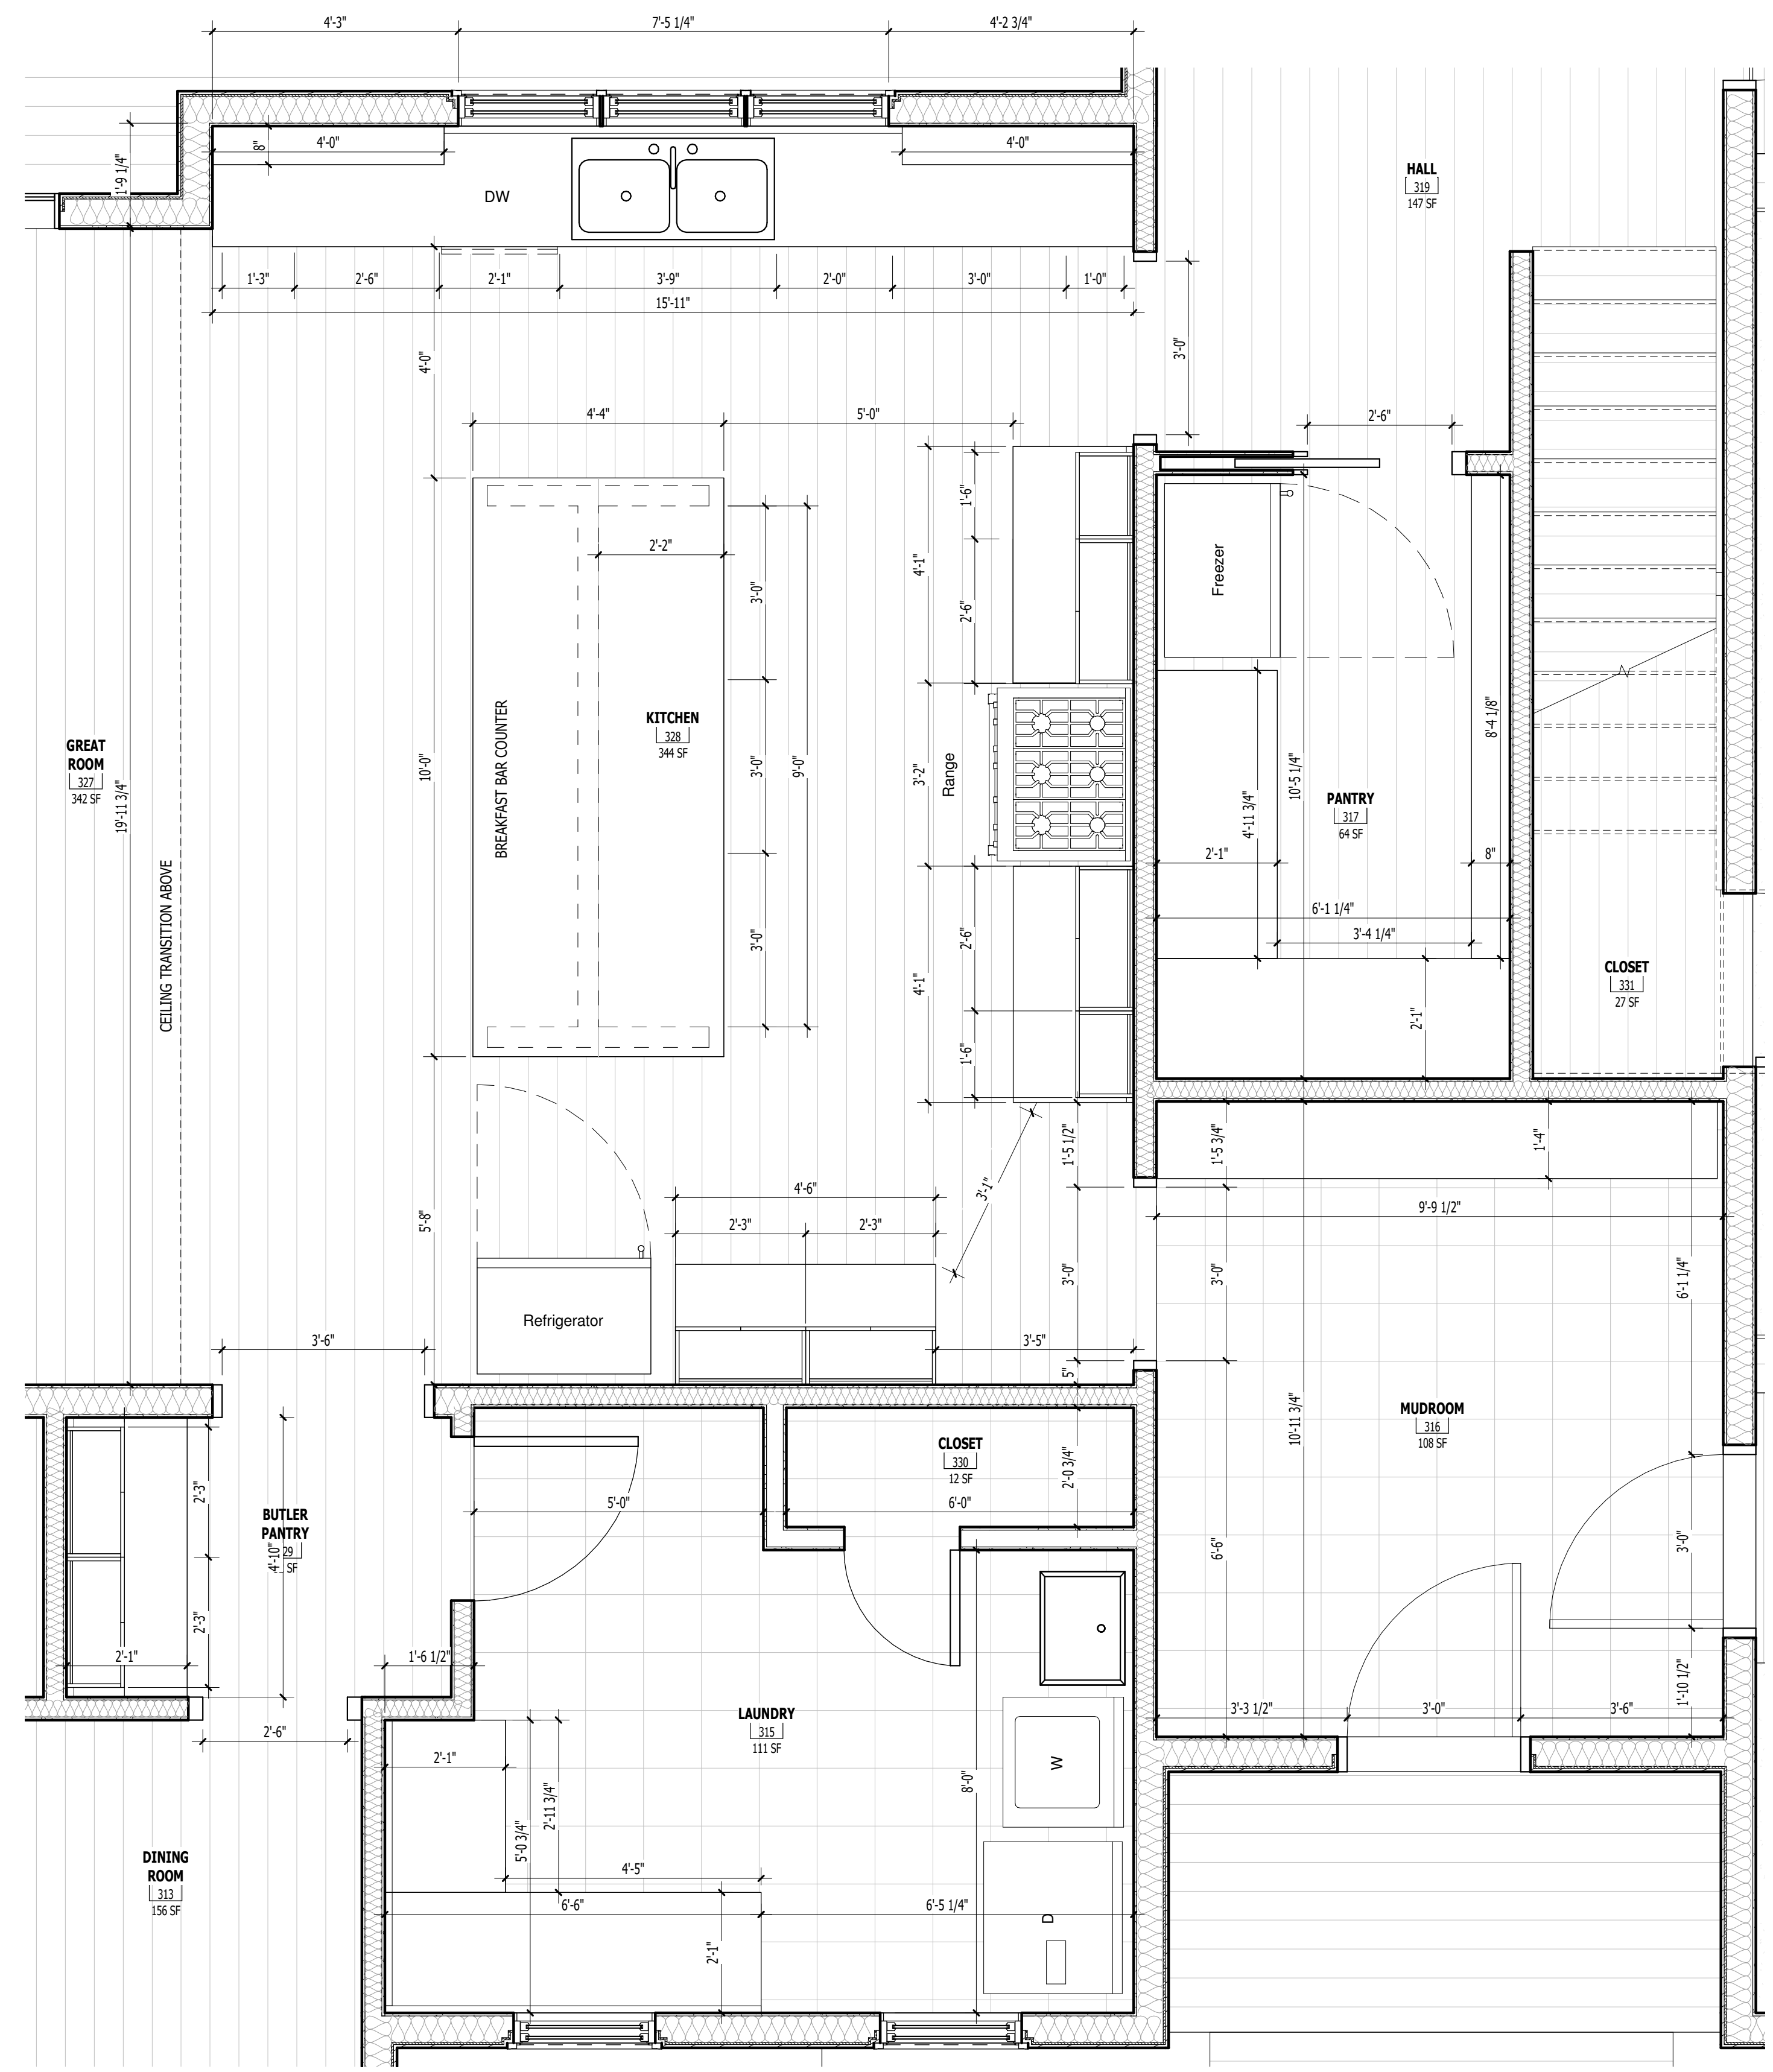 4'-3"
7'-5 1/4"
4'-2 3/4"
1'-9 1/4"
8"
4'-0"
4'-0"
DW
HALL
319
147 SF
1'-3"
2'-6"
2'-1"
3'-9"
2'-0"
3'-0"
1'-0"
15'-11"
4'-0"
3'-0"
4'-4"
5'-0"
2'-6"
1'-6"
2'-2"
4'-1"
3'-0"
2'-6"
Freezer
GREAT
ROOM
327
342 SF
19'-11 3/4"
CEILING TRANSITION ABOVE
10'-0"
BREAKFAST BAR COUNTER
KITCHEN
328
344 SF
3'-0"
9'-0"
3'-2"
Range
8'-4 1/8"
10'-5 1/4"
4'-11 3/4"
PANTRY
317
64 SF
2'-1"
8"
6'-1 1/4"
3'-4 1/4"
3'-0"
2'-6"
4'-1"
1'-6"
2'-1"
CLOSET
331
27 SF
1'-5 1/2"
1'-5 3/4"
1'-4"
4'-6"
3'-1"
2'-3"
2'-3"
5'-8"
9'-9 1/2"
3'-0"
3'-0"
6'-1 1/4"
Refrigerator
3'-6"
3'-5"
5"
10'-11 3/4"
MUDROOM
316
108 SF
CLOSET
330
12 SF
2'-0 3/4"
2'-3"
5'-0"
6'-0"
BUTLER
PANTRY
29
SF
4'-10"
6'-6"
3'-0"
2'-3"
2'-1"
1'-6 1/2"
1'-10 1/2"
3'-3 1/2"
3'-0"
3'-6"
LAUNDRY
315
111 SF
2'-6"
2'-1"
W
8'-0"
2'-11 3/4"
5'-0 3/4"
DINING
ROOM
313
156 SF
4'-5"
6'-6"
6'-5 1/4"
D
2'-1"